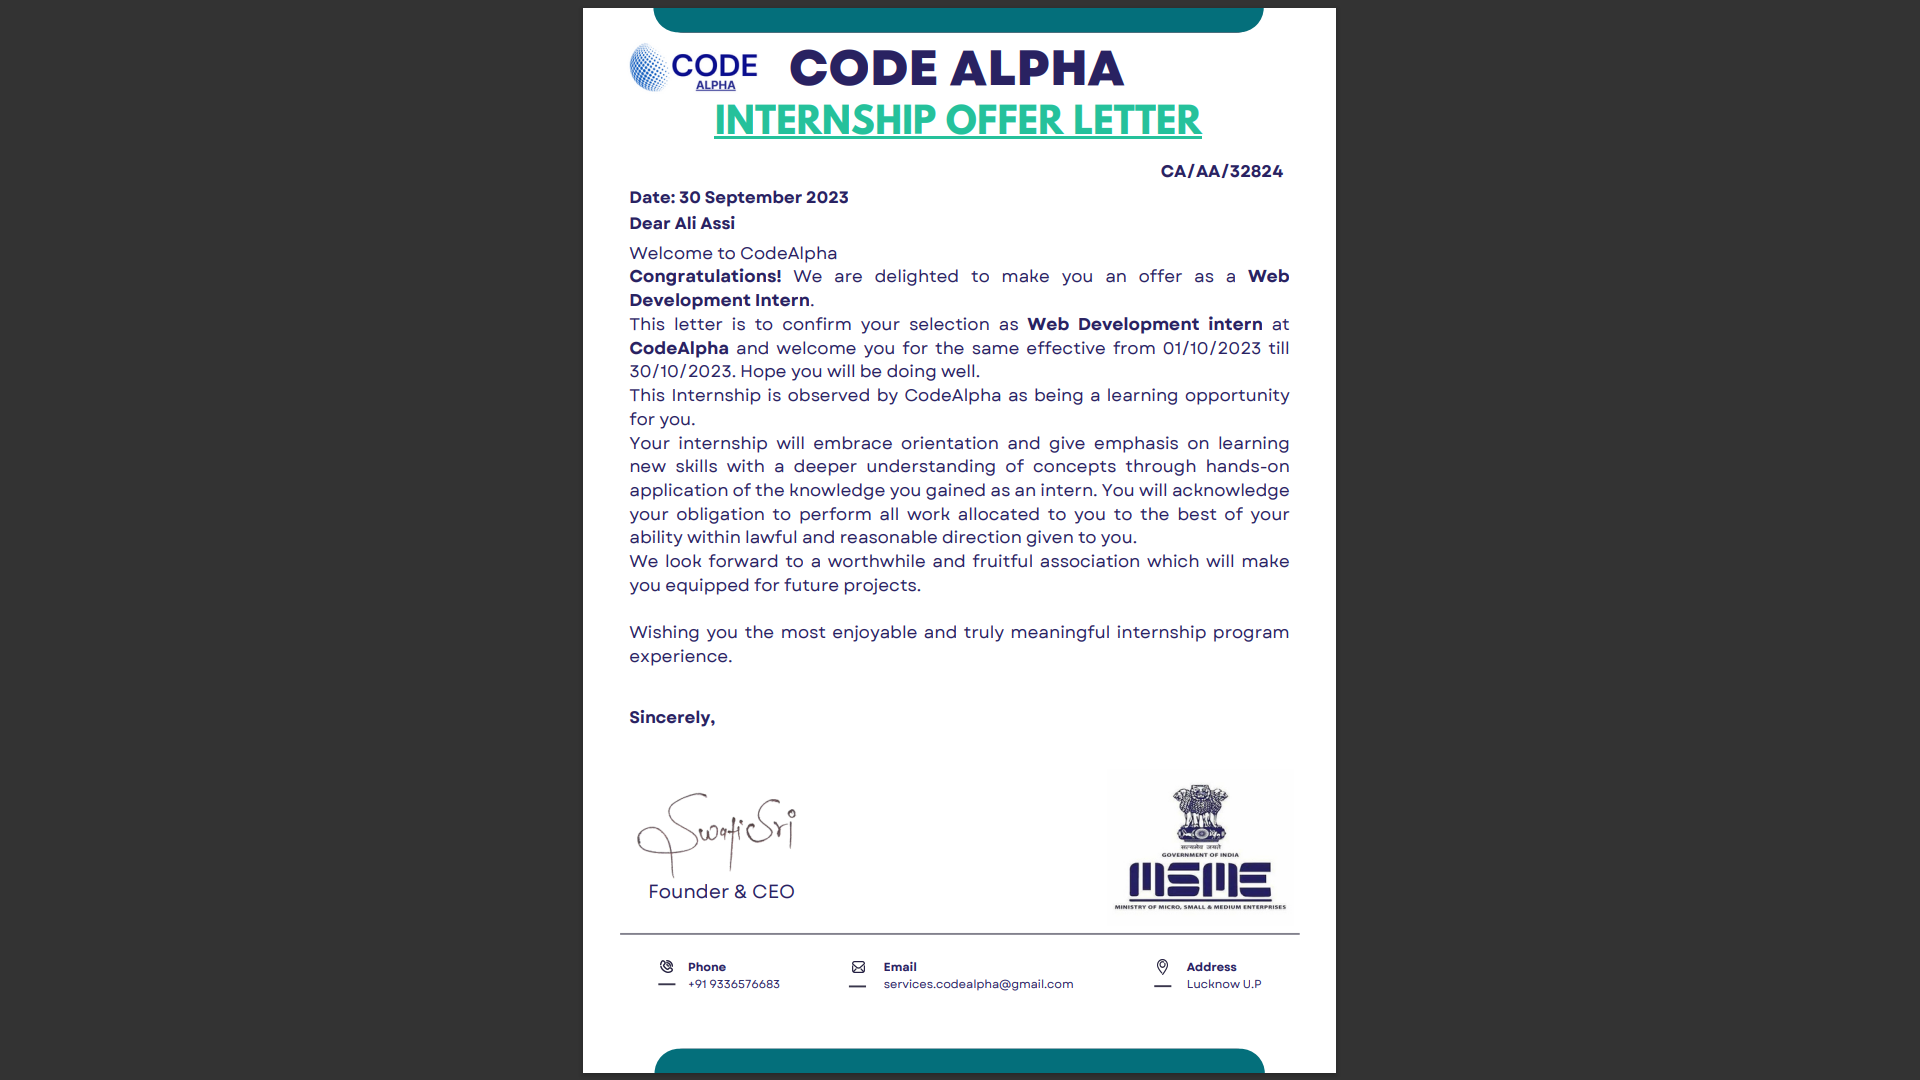 CODE
ALPHA
CODE ALPHA
INTERNSHIP OFFER LETTER
CA/AA/32824
Date: 30 September 2023
Dear Ali Assi
Welcome to CodeAlpha
Congratulations! We are delighted to make you an offer as a Web
Development Intern.
This letter is to confirm your selection as Web Development intern at
CodeAlpha and welcome you for the same effective from 01/10/2023 till
30/10/2023. Hope you will be doing well.
This Internship is observed by CodeAlpha as being a learning opportunity
for you.
Your internship will embrace orientation and give emphasis on learning
new skills with a deeper understanding of concepts through hands-on
application of the knowledge you gained as an intern. You will acknowledge
your obligation to perform all work allocated to you to the best of your
ability within lawful and reasonable direction given to you.
We look forward to a worthwhile and fruitful association which will make
you equipped for future projects.
Wishing you the most enjoyable and truly meaningful internship program
experience.
Sincerely,
Swati Sri
Founder & CEO
सत्यमेव जयते
GOVERNMENT OF INDIA
MSME
MINISTRY OF MICRO, SMALL & MEDIUM ENTERPRISES
Phone
+91 9336576683
Email
services.codealpha@gmail.com
Address
Lucknow U.P